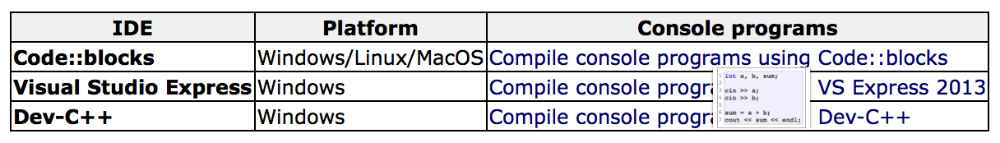 IDE Platform Console programs
Code::blocks Windows/Linux/MacOS Compile console programs using Code::blocks
Visual Studio Express Windows Compile console progra VS Express 2013
Dev-C++ Windows Compile console progra Dev-C++
1 int a, b, sum;
2
3 cin >> a;
4 cin >> b;
5
6 sum = a + b;
7 cout << sum << endl;